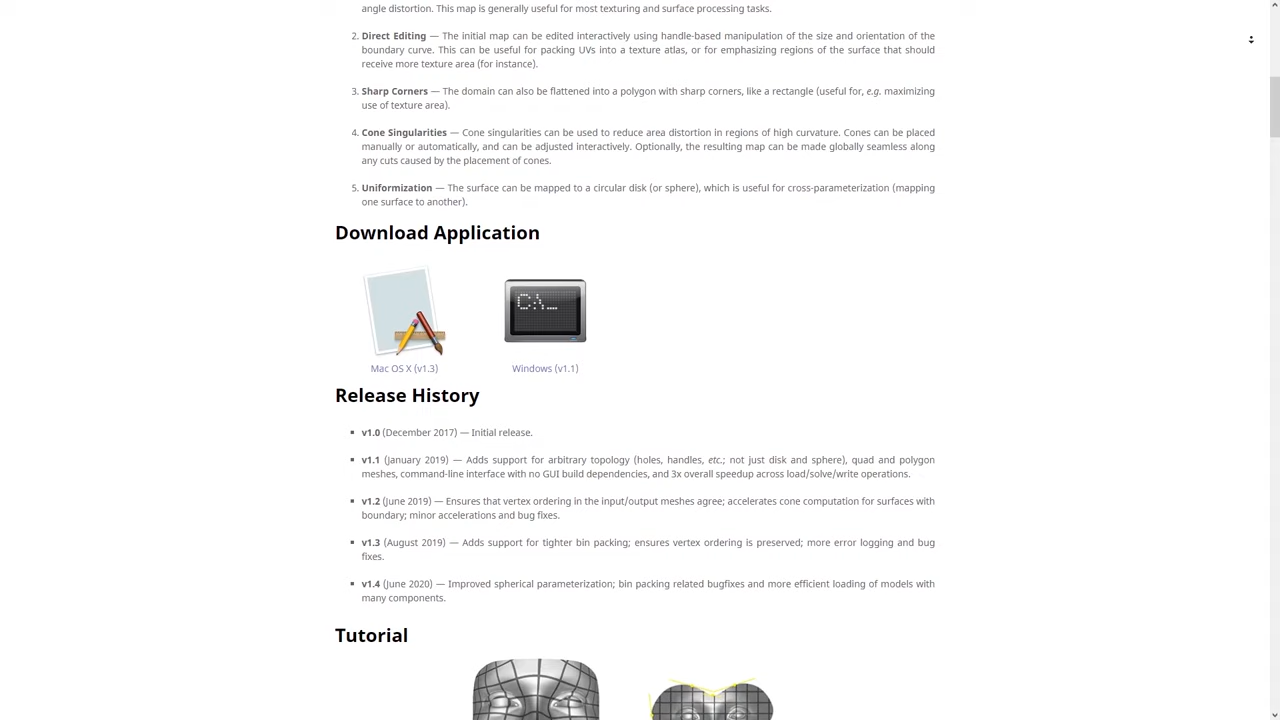 angle distortion. This map is generally useful for most texturing and surface processing tasks.
2. Direct Editing — The initial map can be edited interactively using handle-based manipulation of the size and orientation of the
boundary curve. This can be useful for packing UVs into a texture atlas, or for emphasizing regions of the surface that should
receive more texture area (for instance).
3. Sharp Corners — The domain can also be flattened into a polygon with sharp corners, like a rectangle (useful for, e.g. maximizing
use of texture area).
4. Cone Singularities — Cone singularities can be used to reduce area distortion in regions of high curvature. Cones can be placed
manually or automatically, and can be adjusted interactively. Optionally, the resulting map can be made globally seamless along
any cuts caused by the placement of cones.
5. Uniformization — The surface can be mapped to a circular disk (or sphere), which is useful for cross-parameterization (mapping
one surface to another).
Download Application
C:\_
Mac OS X (v1.3) Windows (v1.1)
Release History
▪ v1.0 (December 2017) — Initial release.
▪ v1.1 (January 2019) — Adds support for arbitrary topology (holes, handles, etc.; not just disk and sphere), quad and polygon
meshes, command-line interface with no GUI build dependencies, and 3x overall speedup across load/solve/write operations.
▪ v1.2 (June 2019) — Ensures that vertex ordering in the input/output meshes agree; accelerates cone computation for surfaces with
boundary; minor accelerations and bug fixes.
▪ v1.3 (August 2019) — Adds support for tighter bin packing; ensures vertex ordering is preserved; more error logging and bug
fixes.
▪ v1.4 (June 2020) — Improved spherical parameterization; bin packing related bugfixes and more efficient loading of models with
many components.
Tutorial